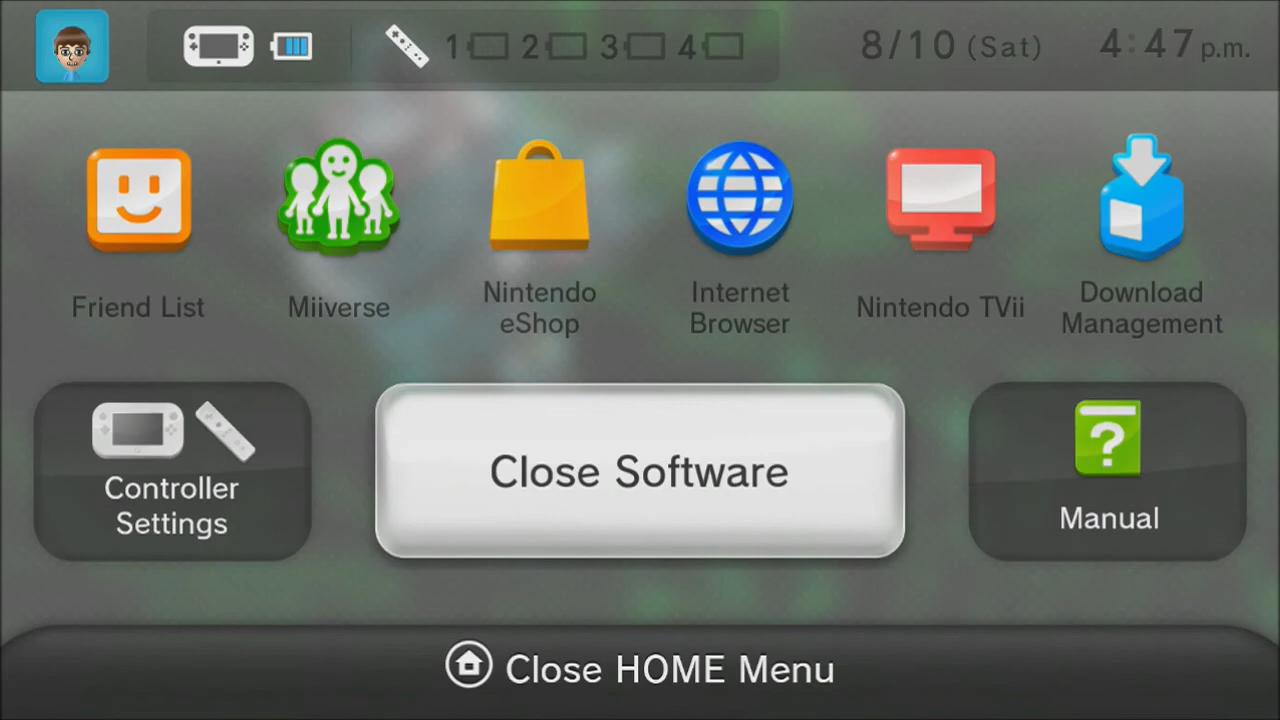 1 2 3 4 8/10 (Sat) 4:47 p.m.
Friend List
Miiverse
Nintendo
eShop
Internet
Browser
Nintendo TVii
Download
Management
Controller
Settings
Close Software
?
Manual
Close HOME Menu